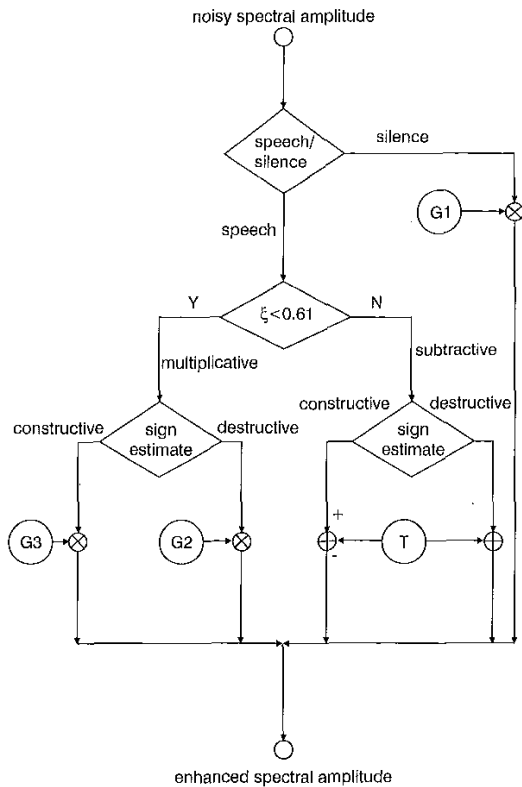 noisy spectral amplitude
speech/
silence
silence
G1
speech
ξ<0.61
Y
N
multiplicative
subtractive
constructive
sign
estimate
destructive
constructive
sign
estimate
destructive
G3
G2
+
-
ϒ
enhanced spectral amplitude